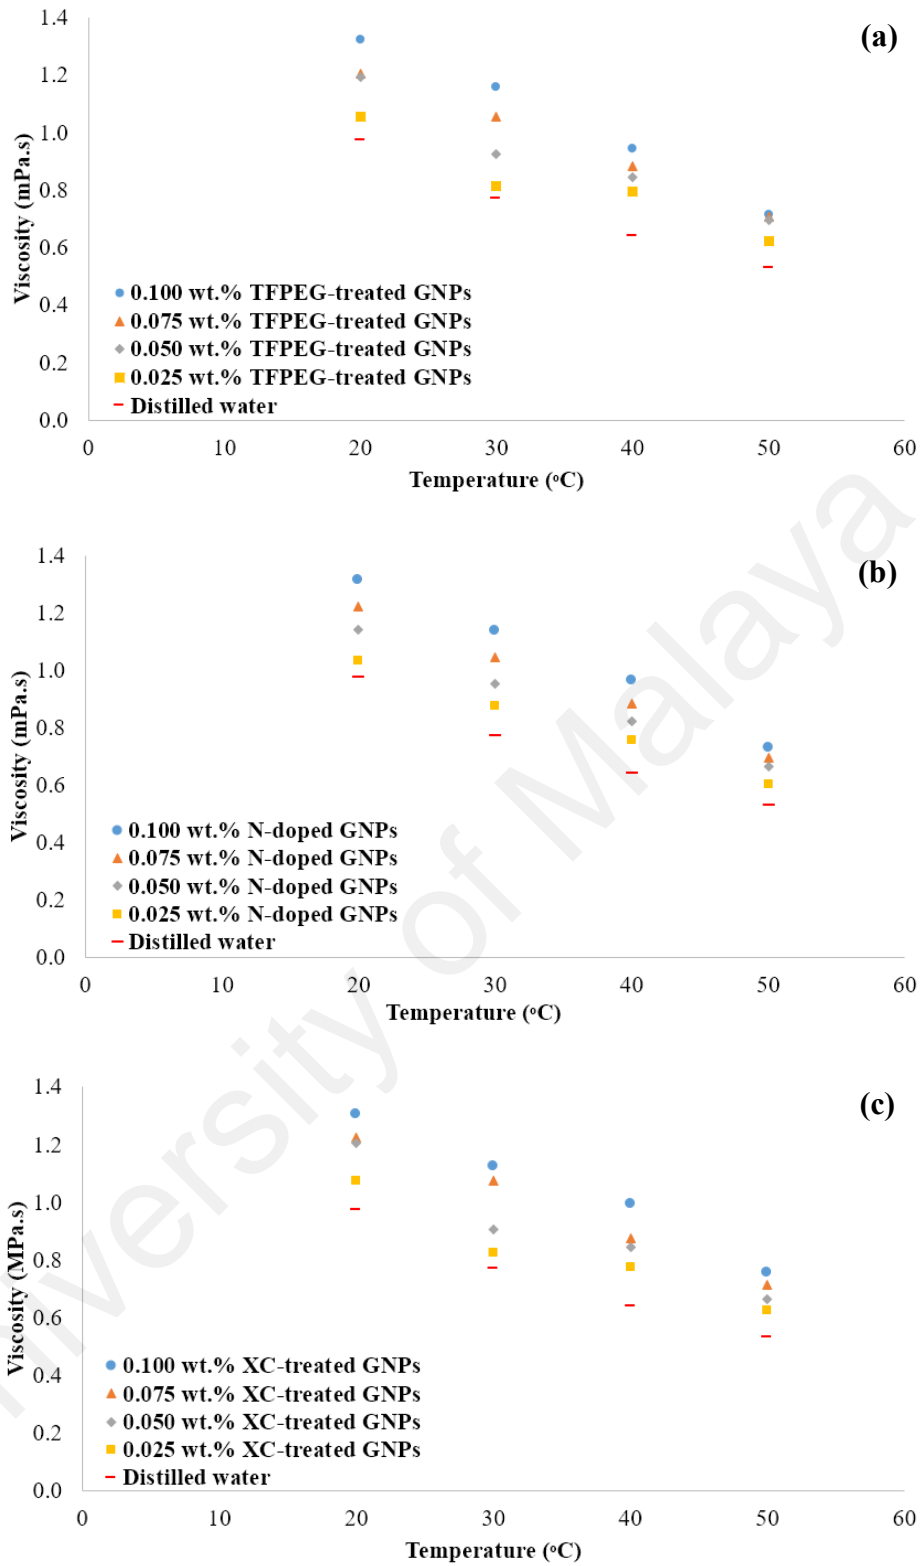 (a)
1.4
1.2
1.0
0.8
0.6
0.4
0.2
0.0
Viscosity (mPa.s)
0.100 wt.% TFPEG-treated GNPs
0.075 wt.% TFPEG-treated GNPs
0.050 wt.% TFPEG-treated GNPs
0.025 wt.% TFPEG-treated GNPs
Distilled water
0 10 20 30 40 50 60
Temperature (°C)
(b)
1.4
1.2
1.0
0.8
0.6
0.4
0.2
0.0
Viscosity (mPa.s)
0.100 wt.% N-doped GNPs
0.075 wt.% N-doped GNPs
0.050 wt.% N-doped GNPs
0.025 wt.% N-doped GNPs
Distilled water
0 10 20 30 40 50 60
Temperature (°C)
(c)
1.4
1.2
1.0
0.8
0.6
0.4
0.2
0.0
Viscosity (MPa.s)
0.100 wt.% XC-treated GNPs
0.075 wt.% XC-treated GNPs
0.050 wt.% XC-treated GNPs
0.025 wt.% XC-treated GNPs
Distilled water
0 10 20 30 40 50 60
Temperature (°C)
niversity of Malaya